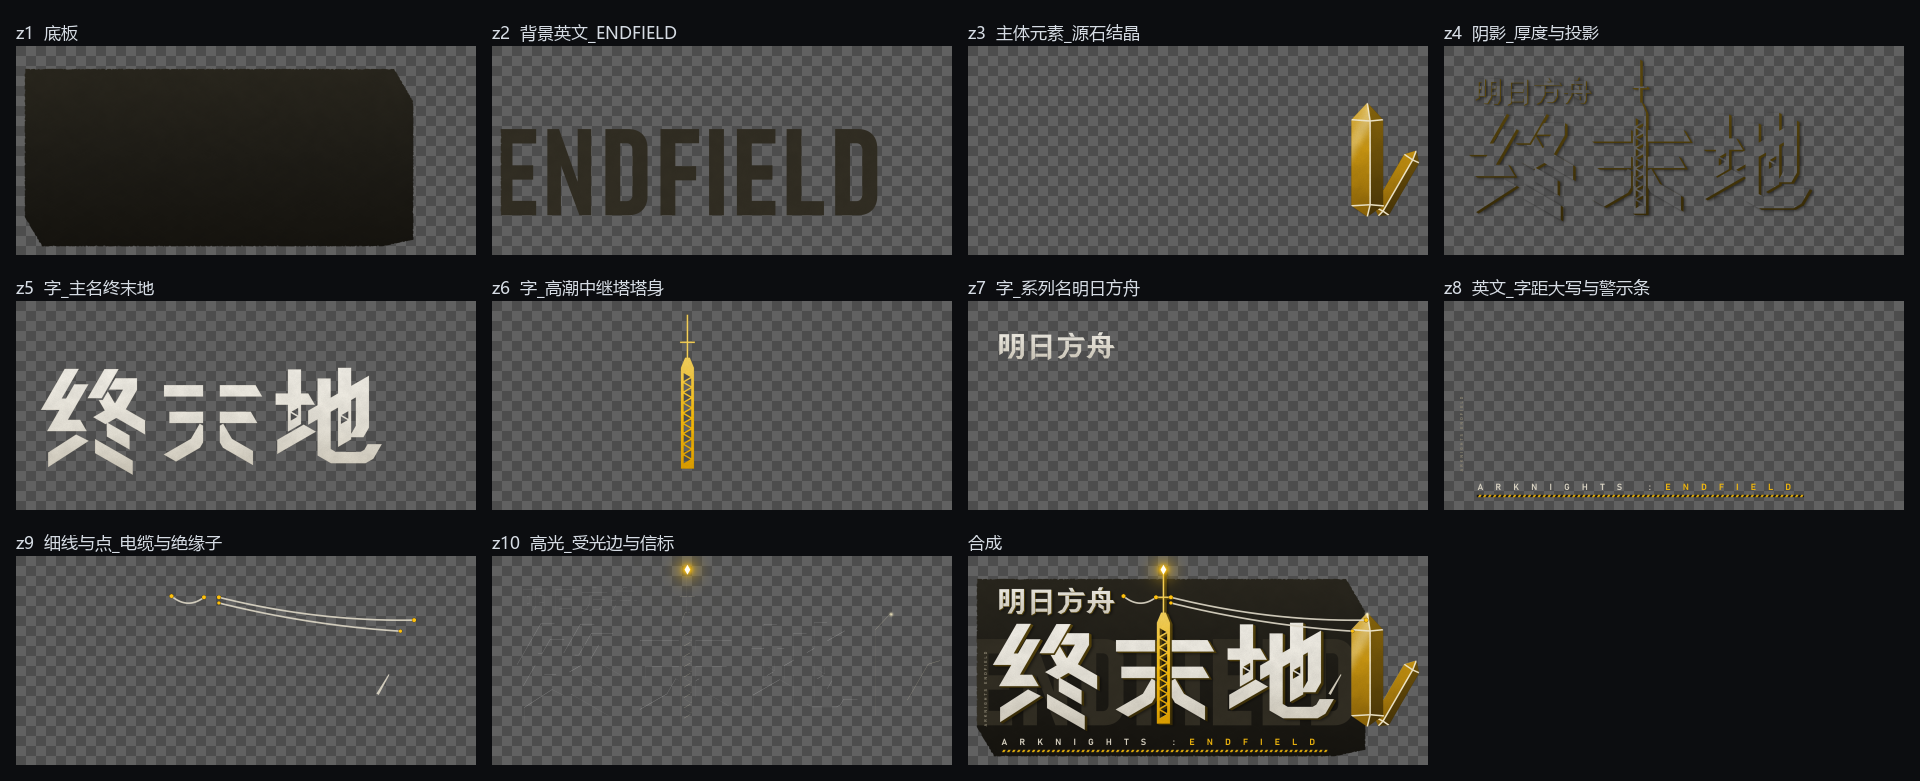 z1 底板
z2 背景英文_ENDFIELD
z3 主体元素_源石结晶
z4 阴影_厚度与投影
ENDFIELD
明日方舟
终末地
z5 字_主名终末地
z6 字_高潮中继塔塔身
z7 字_系列名明日方舟
z8 英文_字距大写与警示条
终末地
明日方舟
ARKNIGHTS : ENDFIELD
z9 细线与点_电缆与绝缘子
z10 高光_受光边与信标
合成
明日方舟
终末地
ENDFIELD
ARKNIGHTS : ENDFIELD